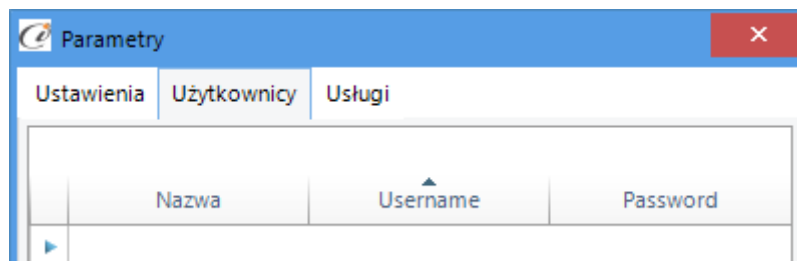 Parametry
Ustawienia Użytkownicy Usługi
Nazwa Username Password